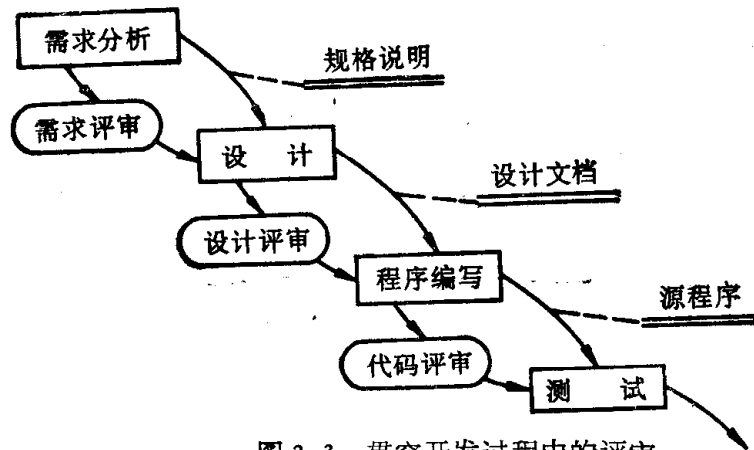 需求分析
规格说明
需求评审
设 计
设计文档
设计评审
程序编写
源程序
代码评审
测 试